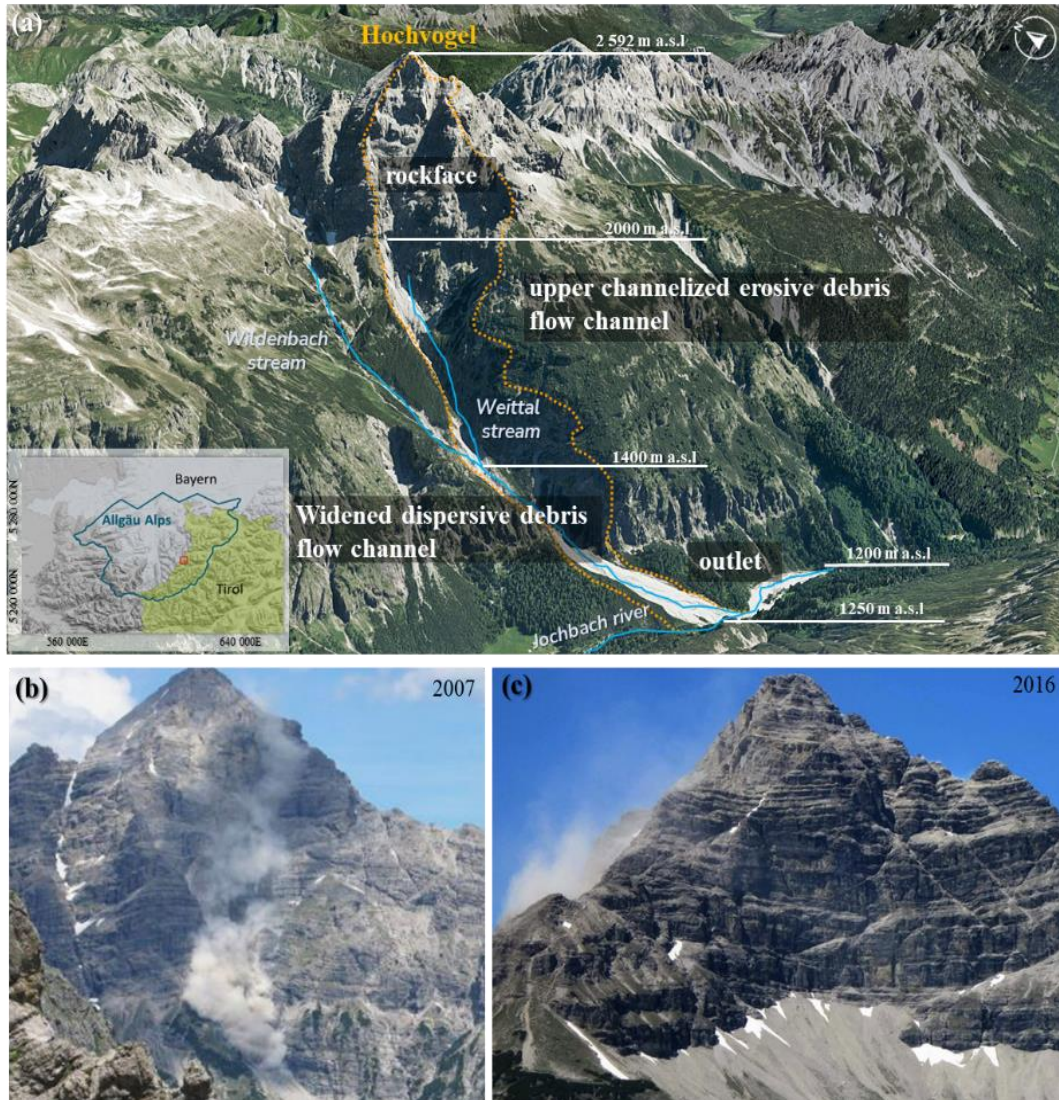 (a)
Hochvogel
2 592 m a.s.l
N
rockface
2000 m a.s.l
upper channelized erosive debris
flow channel
Wildenbach
stream
Weittal
stream
1400 m a.s.l
Widened dispersive debris
flow channel
outlet
1200 m a.s.l
1250 m a.s.l
Jochbach river
Bayern
Allgäu Alps
Tirol
5 280 000N
5 240 000N
560 000E
640 000E
(b)
2007
(c)
2016